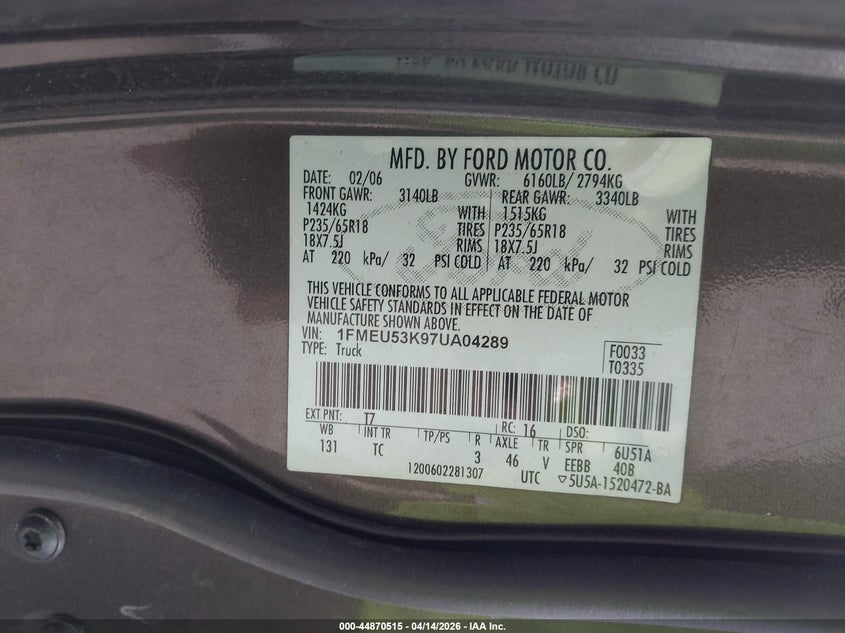 MFD. BY FORD MOTOR CO.
DATE: 02/06 GVWR: 6160LB/ 2794KG
FRONT GAWR: 3140LB REAR GAWR: 3340LB
1424KG WITH 1515KG WITH
P235/65R18 TIRES P235/65R18 TIRES
18X7.5J RIMS 18X7.5J RIMS
AT 220 kPa/ 32 PSI COLD AT 220 kPa/ 32 PSI COLD
THIS VEHICLE CONFORMS TO ALL APPLICABLE FEDERAL MOTOR
VEHICLE SAFETY STANDARDS IN EFFECT ON THE DATE OF
MANUFACTURE SHOWN ABOVE.
VIN: 1FMEU53K97UA04289
TYPE: Truck
F0033
T0335
EXT PNT: T7 RC: 16 DSO:
WB INT TR TP/PS R AXLE TR SPR 6U51A
131 TC 3 46 V EEBB 40B
1200602281307 UTC ▽5U5A-1520472-BA
000-44870515 - 04/14/2026 - IAA Inc.